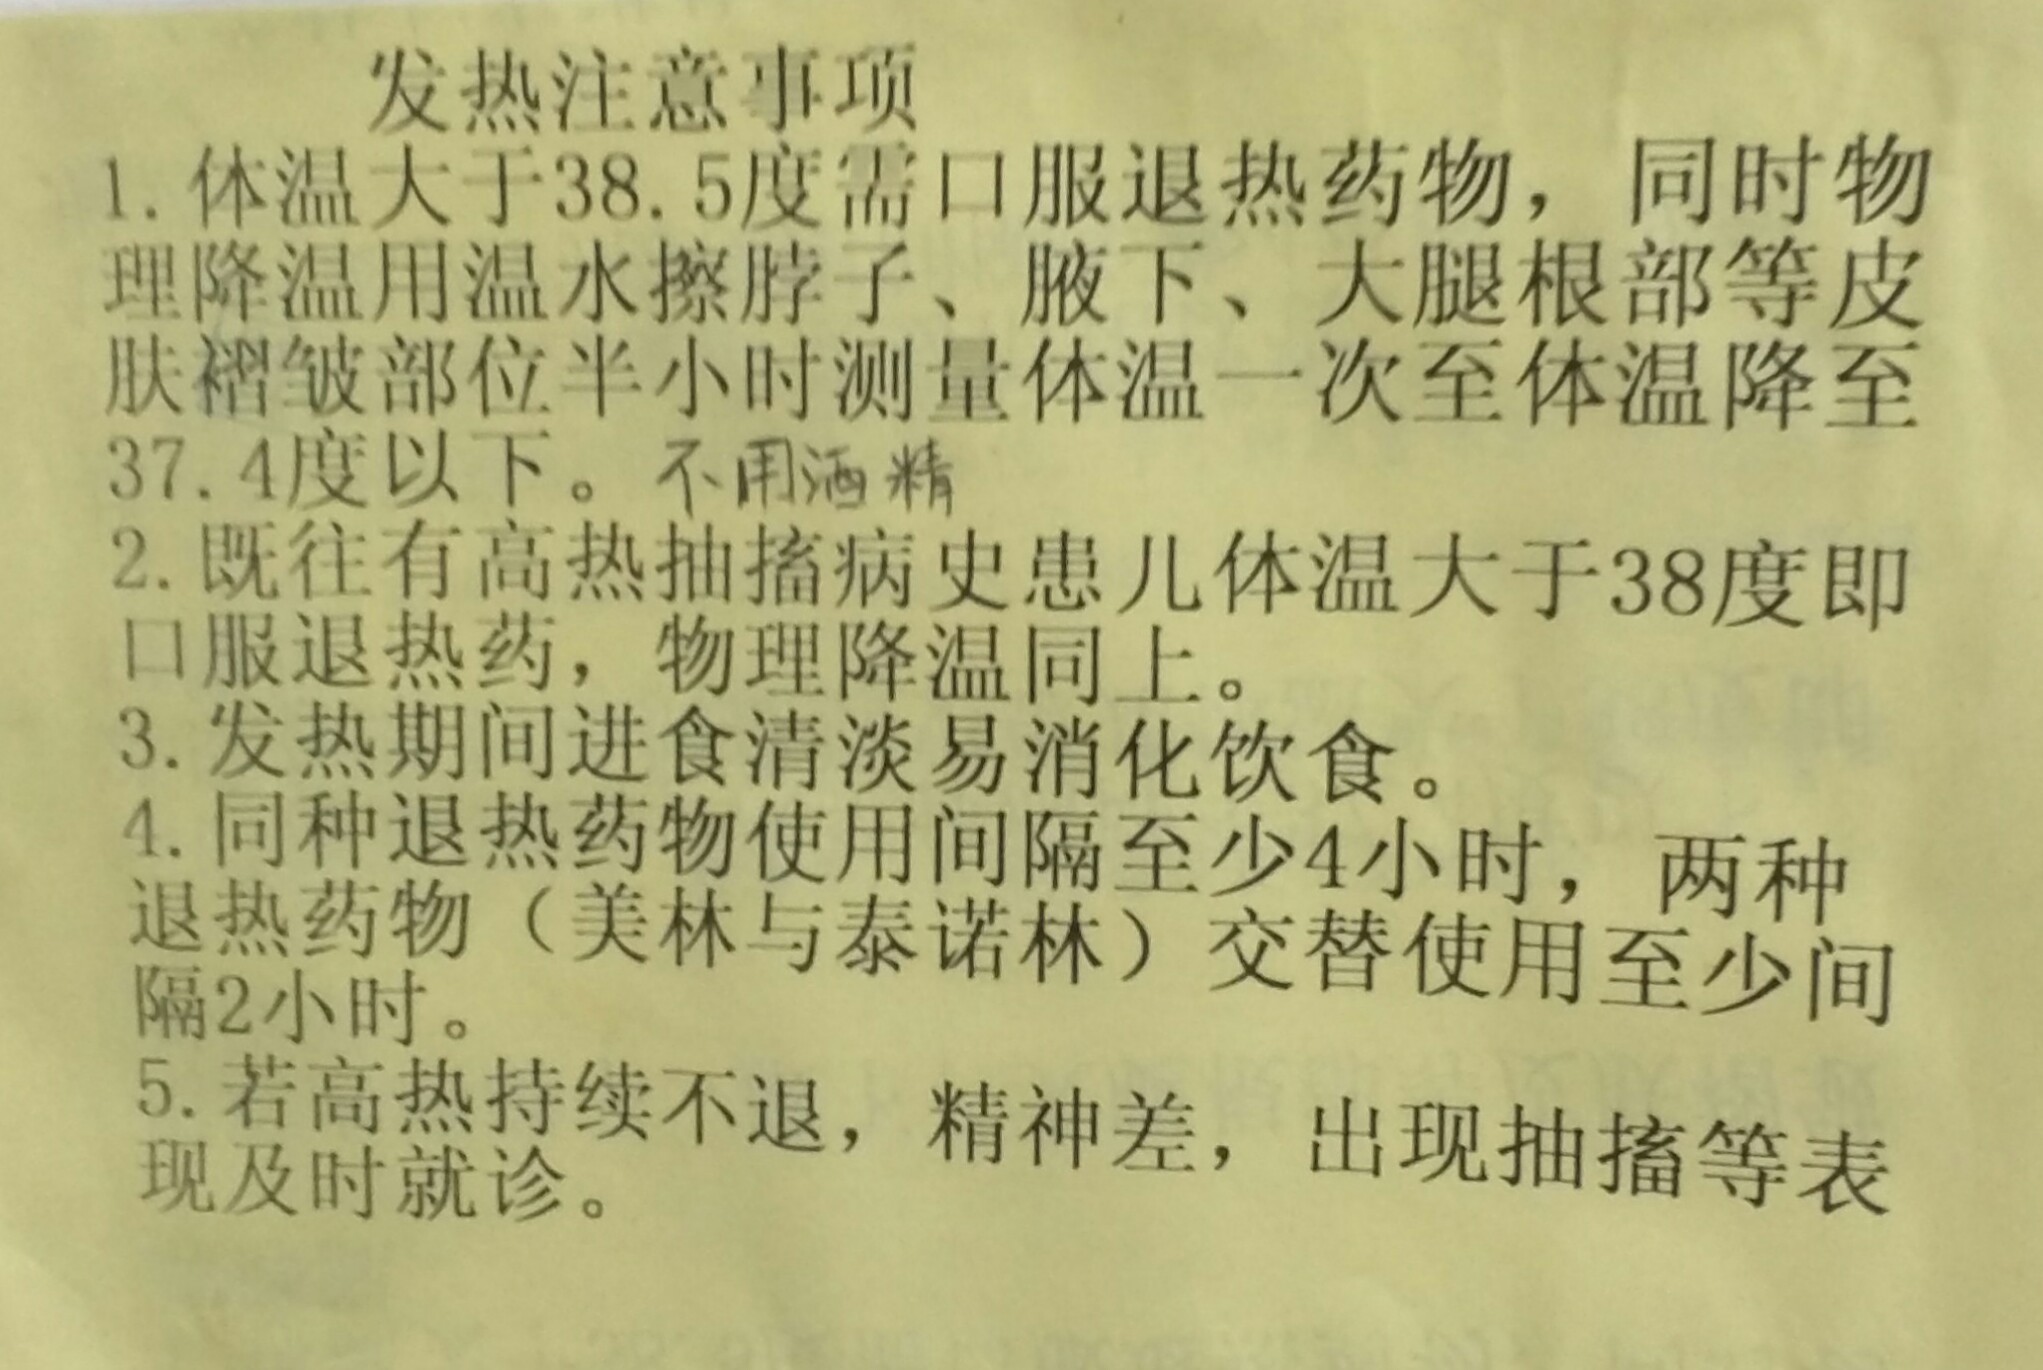 发热注意事项
1.体温大于38.5度需口服退热药物，同时物
理降温用温水擦脖子、腋下、大腿根部等皮
肤褶皱部位半小时测量体温一次至体温降至
37.4度以下。不用酒精
2.既往有高热抽搐病史患儿体温大于38度即
口服退热药，物理降温同上。
3.发热期间进食清淡易消化饮食。
4.同种退热药物使用间隔至少4小时，两种
退热药物（美林与泰诺林）交替使用至少间
隔2小时。
5.若高热持续不退，精神差，出现抽搐等表
现及时就诊。